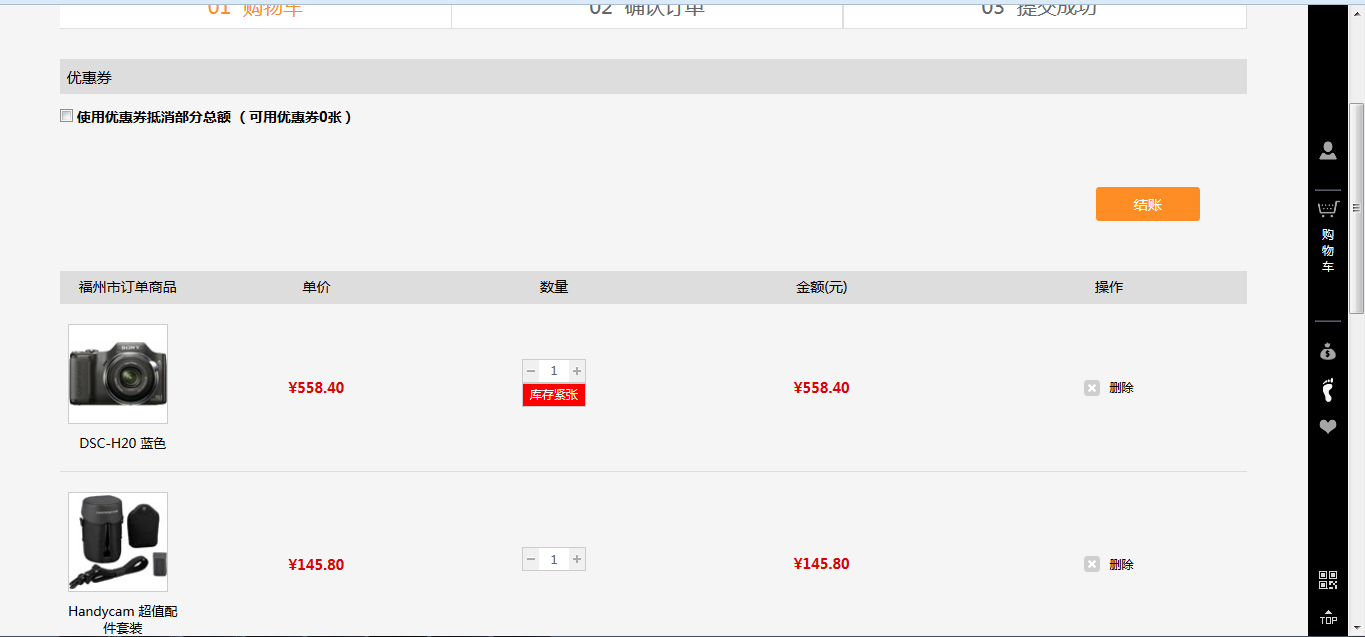 01 购物车 02 确认订单 03 提交成功
优惠券
使用优惠券抵消部分总额 ( 可用优惠券0张 )
结账
购
物
车
福州市订单商品 单价 数量 金额(元) 操作
SONY
¥558.40 − 1 + ¥558.40 删除
库存紧张
DSC-H20 蓝色
¥145.80 − 1 + ¥145.80 删除
Handycam 超值配
件套装
TOP